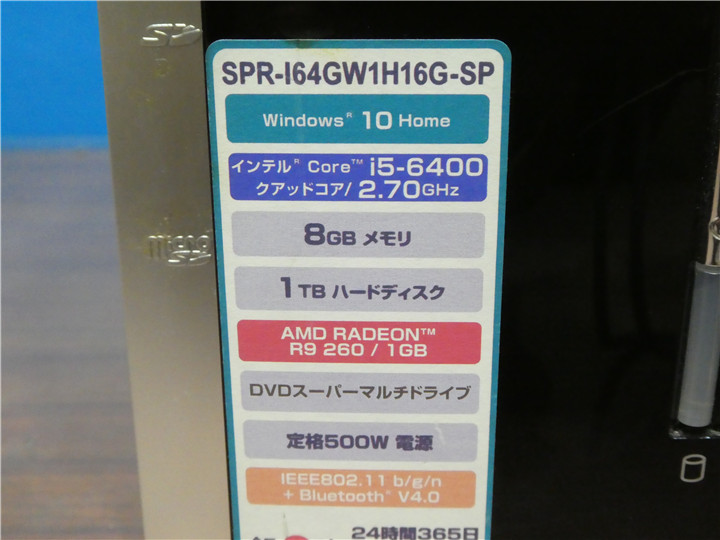 SD
micro
SPR-I64GW1H16G-SP
Windows® 10 Home
インテル® Core™ i5-6400
クアッドコア/ 2.70GHz
8GB メモリ
1TB ハードディスク
AMD RADEON™
R9 260 / 1GB
DVDスーパーマルチドライブ
定格500W 電源
IEEE802.11 b/g/n
+ Bluetooth® V4.0
24時間365日